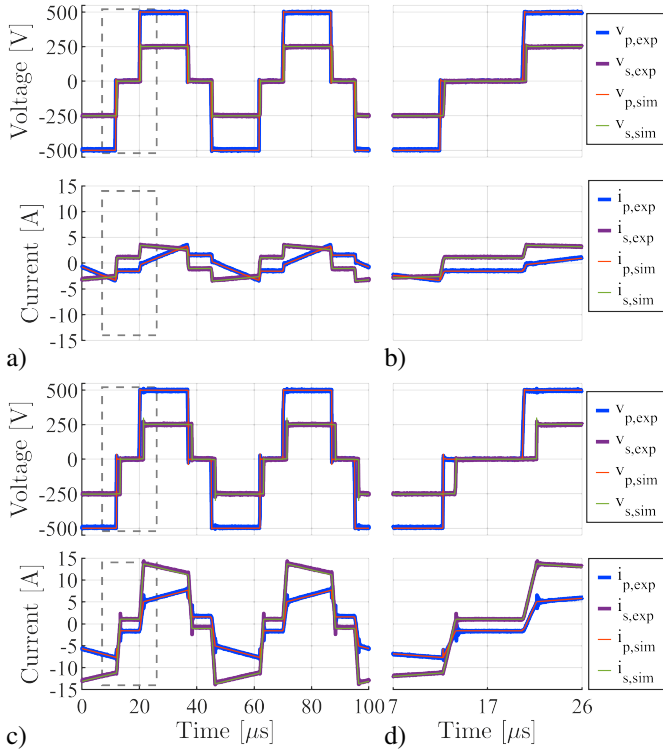 500
250
0
-250
-500
Voltage [V]
v_p,exp
v_s,exp
v_p,sim
v_s,sim
15
10
5
0
-5
-10
-15
Current [A]
i_p,exp
i_s,exp
i_p,sim
i_s,sim
a)
b)
500
250
0
-250
-500
Voltage [V]
v_p,exp
v_s,exp
v_p,sim
v_s,sim
15
10
5
0
-5
-10
-15
Current [A]
i_p,exp
i_s,exp
i_p,sim
i_s,sim
0 20 40 60 80 100
7 17 26
c)
Time [μs]
d)
Time [μs]